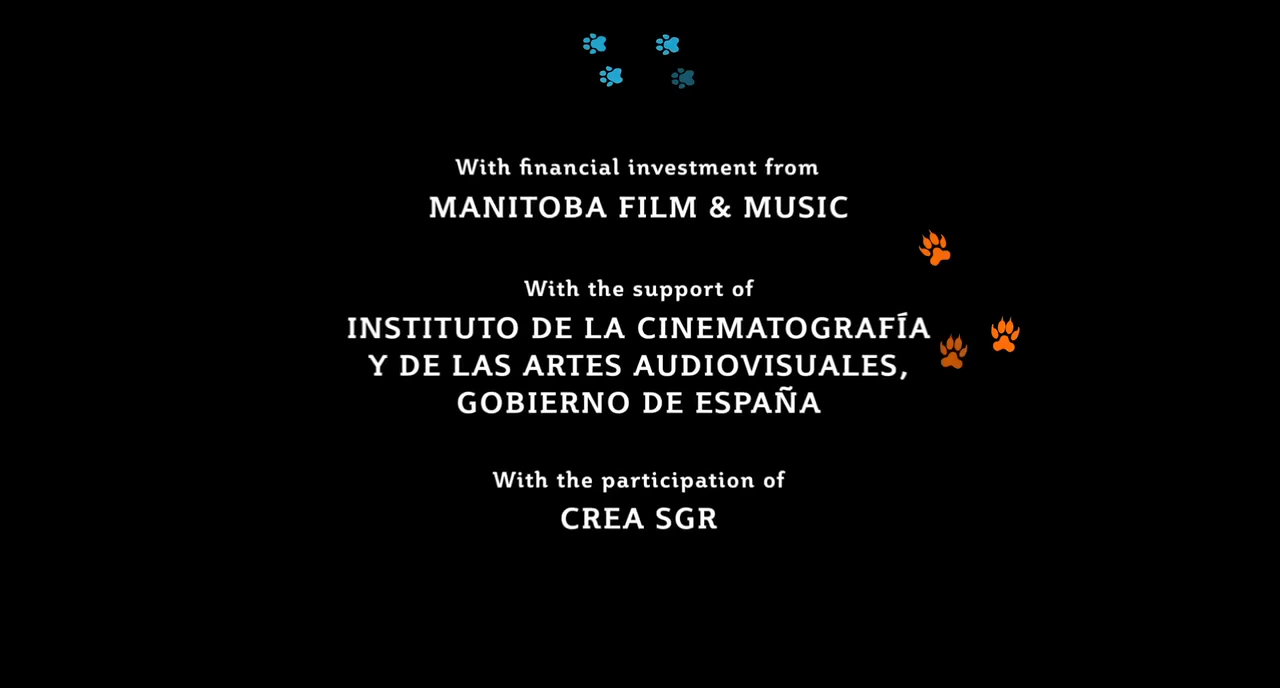 With financial investment from
MANITOBA FILM & MUSIC
With the support of
INSTITUTO DE LA CINEMATOGRAFÍA
Y DE LAS ARTES AUDIOVISUALES,
GOBIERNO DE ESPAÑA
With the participation of
CREA SGR